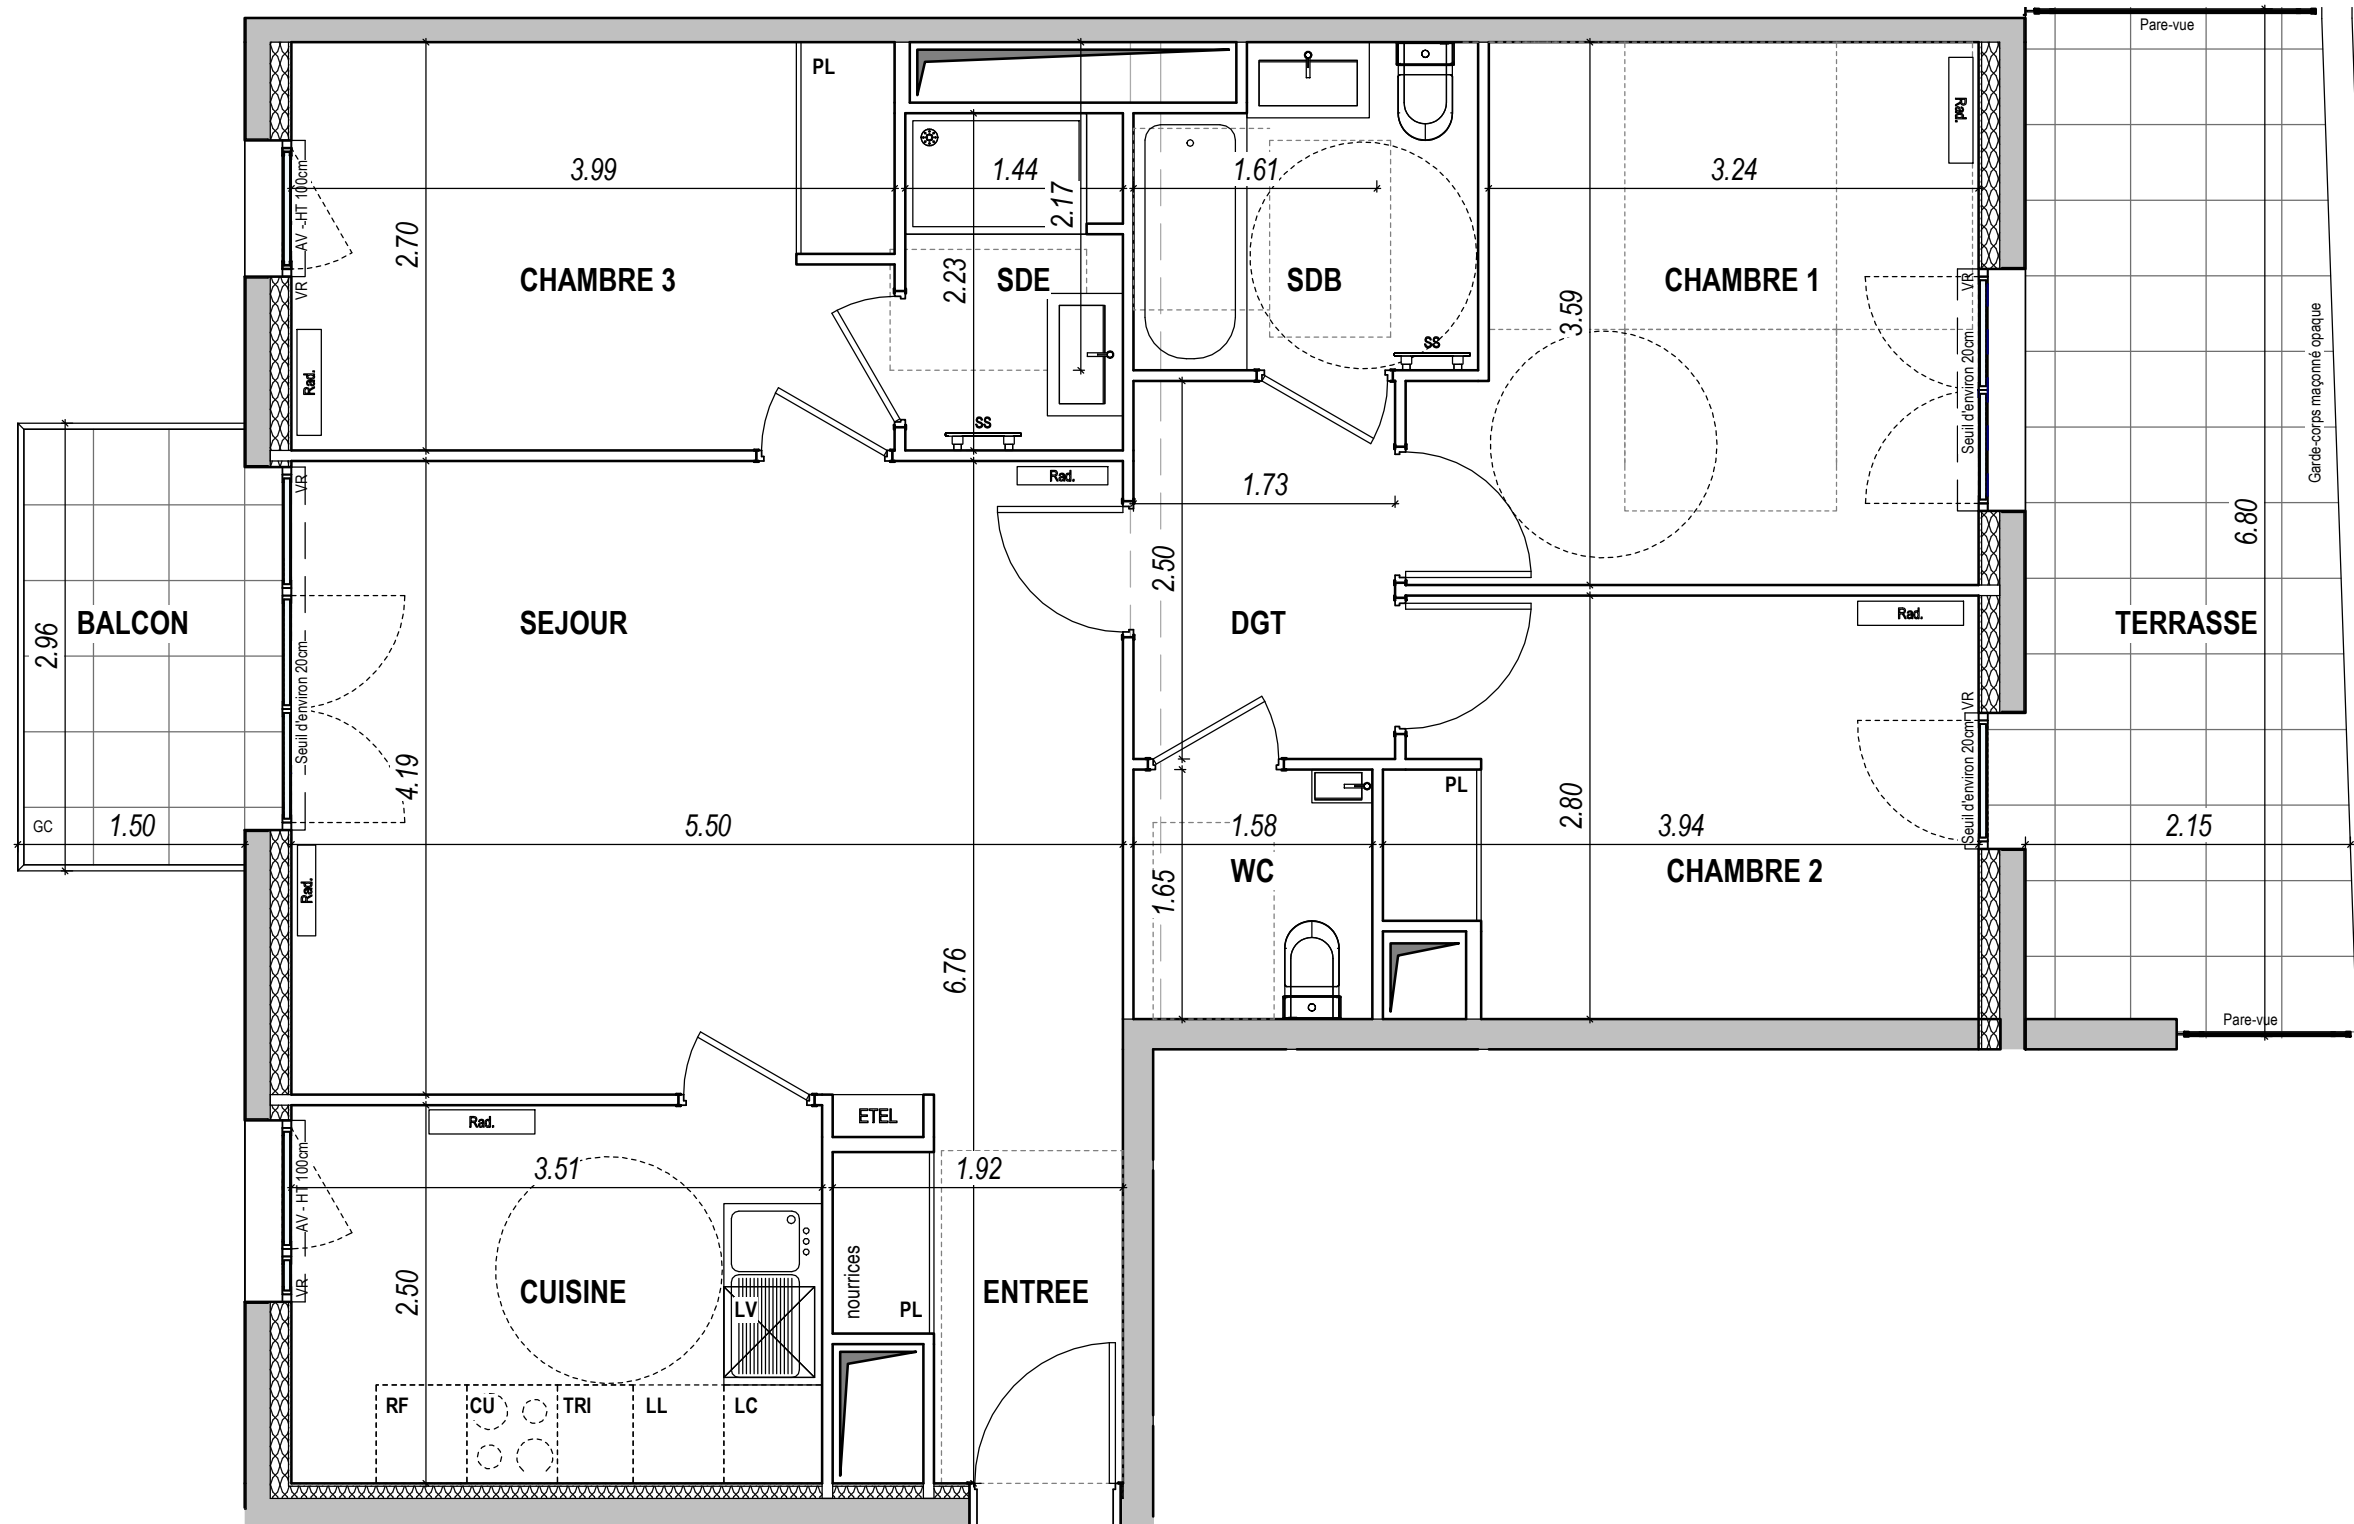 Pare-vue
PL
Rad.
3.99
1.44
2.17
1.61
3.24
AV -HT 100cm
VR
2.70
CHAMBRE 3
2.23
SDE
SDB
CHAMBRE 1
3.59
VR
Seuil d'environ 20cm
Garde-corps maçonné opaque
Rad.
SS
SS
Rad.
VR
1.73
6.80
2.50
BALCON
2.96
SEJOUR
DGT
Rad.
TERRASSE
Seuil d'environ 20cm
VR
Seuil d'environ 20cm
4.19
PL
2.80
GC
1.50
5.50
1.58
3.94
2.15
Rad.
WC
1.65
CHAMBRE 2
6.76
Pare-vue
Rad.
ETEL
AV - HT 100cm
VR
3.51
1.92
2.50
CUISINE
LV
nourrices
PL
ENTREE
RF
CU
TRI
LL
LC